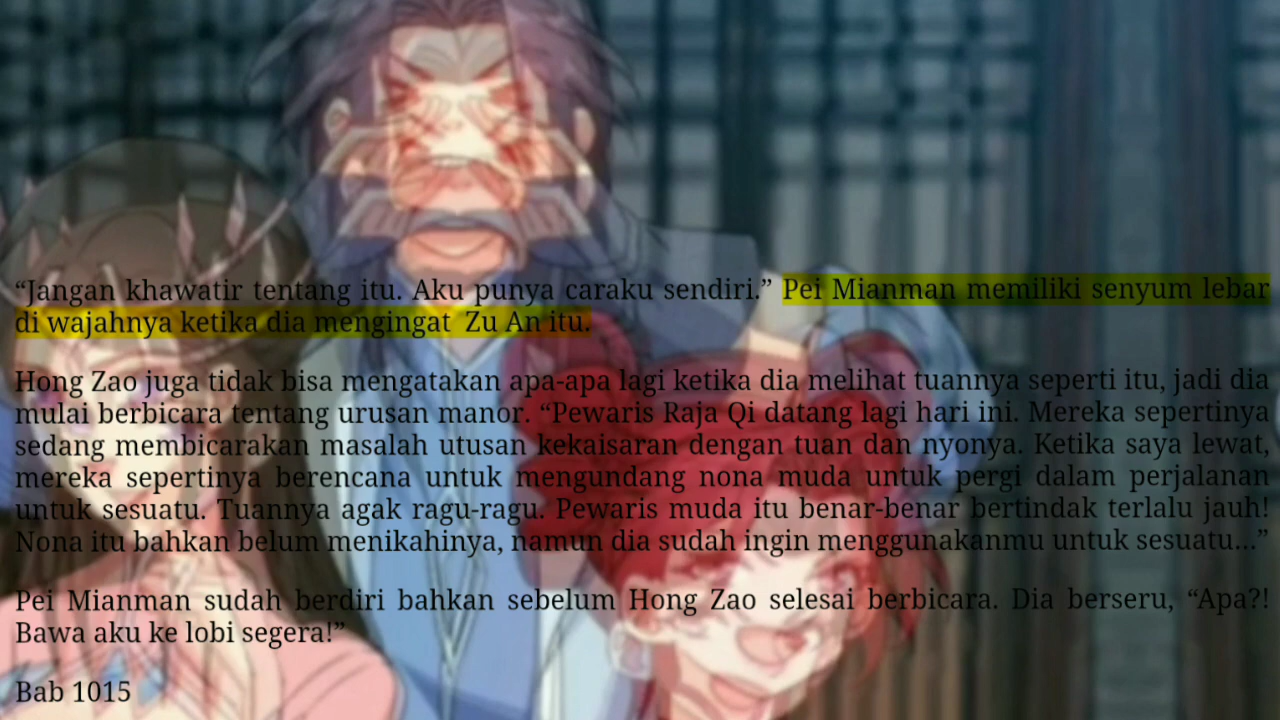 “Jangan khawatir tentang itu. Aku punya caraku sendiri.” Pei Mianman memiliki senyum lebar
di wajahnya ketika dia mengingat Zu An itu.
Hong Zao juga tidak bisa mengatakan apa-apa lagi ketika dia melihat tuannya seperti itu, jadi dia
mulai berbicara tentang urusan manor. “Pewaris Raja Qi datang lagi hari ini. Mereka sepertinya
sedang membicarakan masalah utusan kekaisaran dengan tuan dan nyonya. Ketika saya lewat,
mereka sepertinya berencana untuk mengundang nona muda untuk pergi dalam perjalanan
untuk sesuatu. Tuannya agak ragu-ragu. Pewaris muda itu benar-benar bertindak terlalu jauh!
Nona itu bahkan belum menikahinya, namun dia sudah ingin menggunakanmu untuk sesuatu...”
Pei Mianman sudah berdiri bahkan sebelum Hong Zao selesai berbicara. Dia berseru, “Apa?!
Bawa aku ke lobi segera!”
Bab 1015